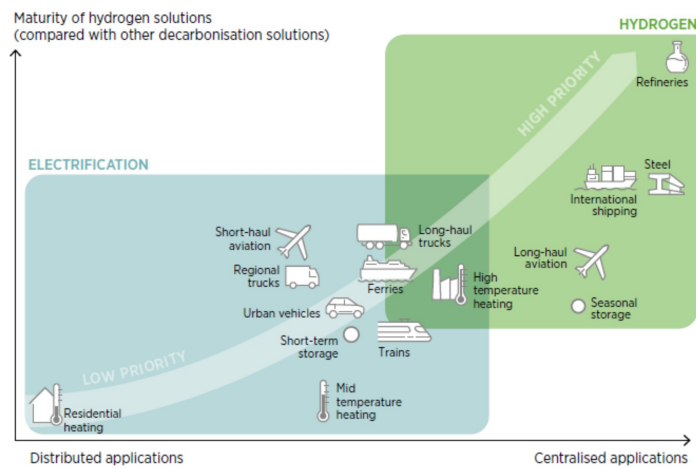 Maturity of hydrogen solutions
(compared with other decarbonisation solutions)
HYDROGEN
Refineries
HIGH PRIORITY
ELECTRIFICATION
Steel
International
shipping
Short-haul
aviation
Long-haul
trucks
Long-haul
aviation
Regional
trucks
Ferries
High
temperature
heating
Seasonal
storage
Urban vehicles
Short-term
storage
Trains
LOW PRIORITY
Mid
temperature
heating
Residential
heating
Distributed applications
Centralised applications